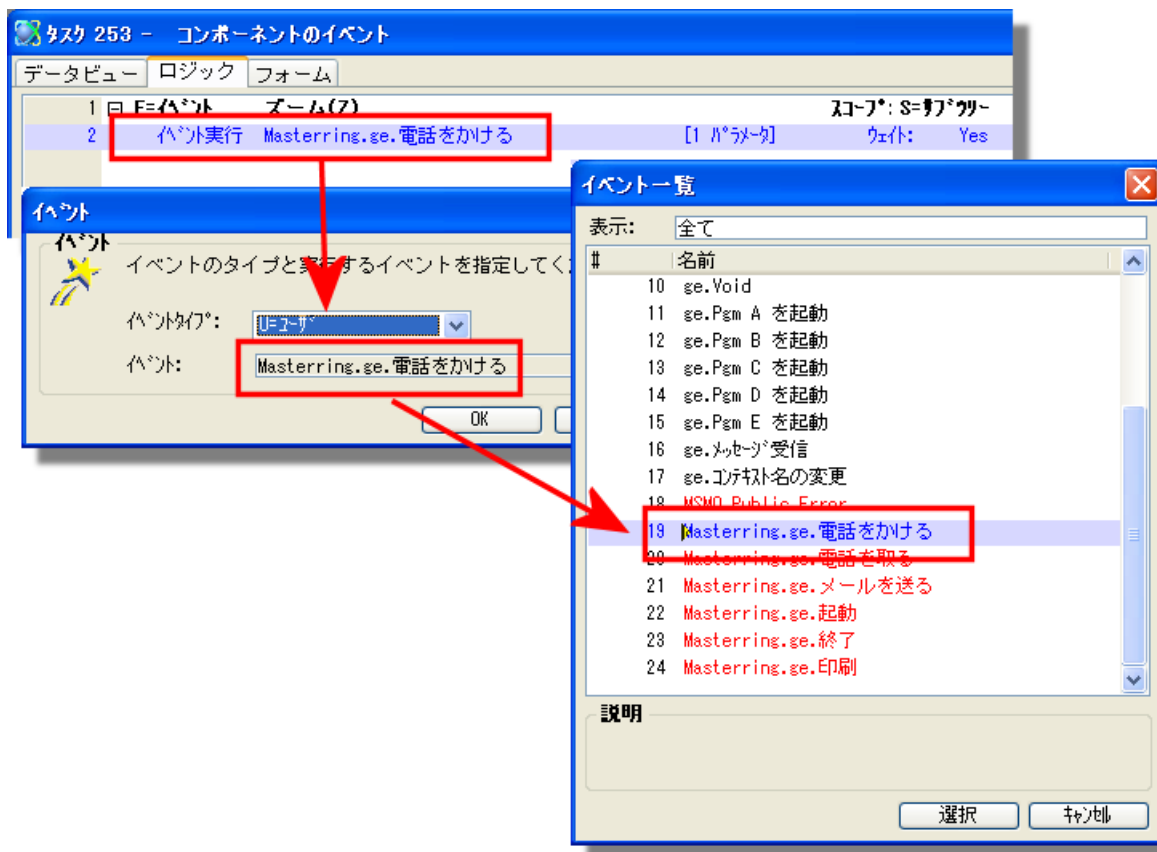 タスク 253 - コンポーネントのイベント
データビュー ロジック フォーム
1 E=イベント ズーム(Z) スコープ: S=サブツリー
2 イベント実行 Masterring.ge.電話をかける [1 パラメータ] ウェイト: Yes
イベント
イベント
イベントのタイプと実行するイベントを指定してく
イベントタイプ: U=ユーザ
イベント: Masterring.ge.電話をかける
OK
イベント一覧
表示: 全て
# 名前
10 ge.Void
11 ge.Pgm A を起動
12 ge.Pgm B を起動
13 ge.Pgm C を起動
14 ge.Pgm D を起動
15 ge.Pgm E を起動
16 ge.メッセージ受信
17 ge.コンテキスト名の変更
18 MSMO Public Error
19 Masterring.ge.電話をかける
20 Masterring.ge.電話を取る
21 Masterring.ge.メールを送る
22 Masterring.ge.起動
23 Masterring.ge.終了
24 Masterring.ge.印刷
説明
選択 キャンセル